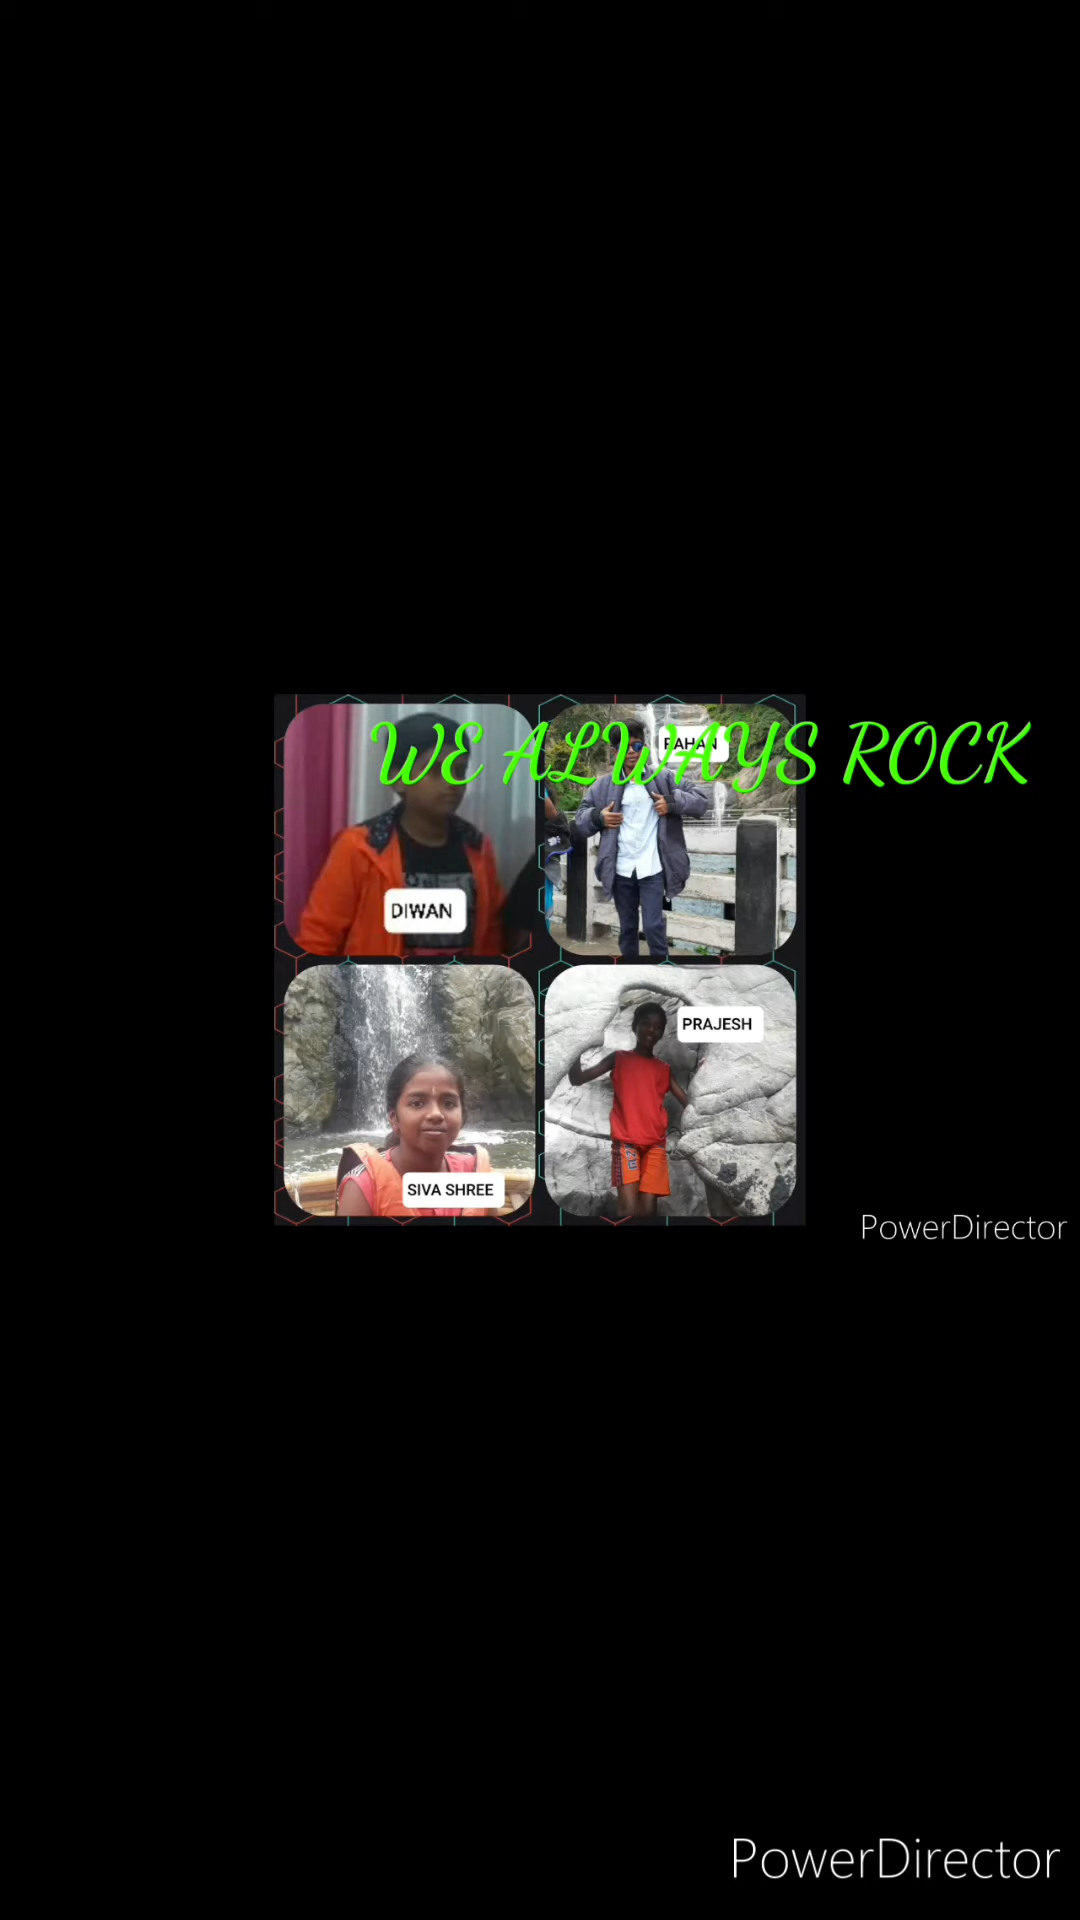 WE ALWAYS ROCK
DIWAN
PRAJESH
SIVA SHREE
PowerDirector
PowerDirector